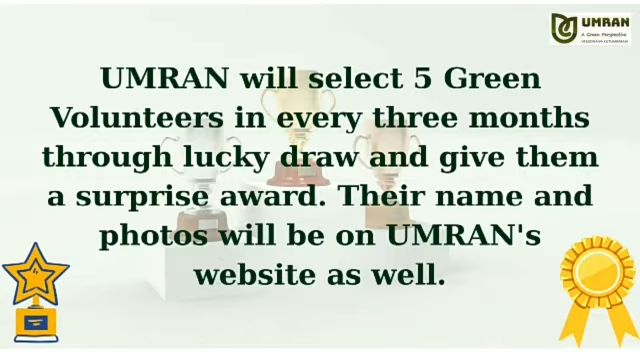 UMRAN
A Green Perspective
UMRAN will select 5 Green
Volunteers in every three months
through lucky draw and give them
a surprise award. Their name and
photos will be on UMRAN's
website as well.